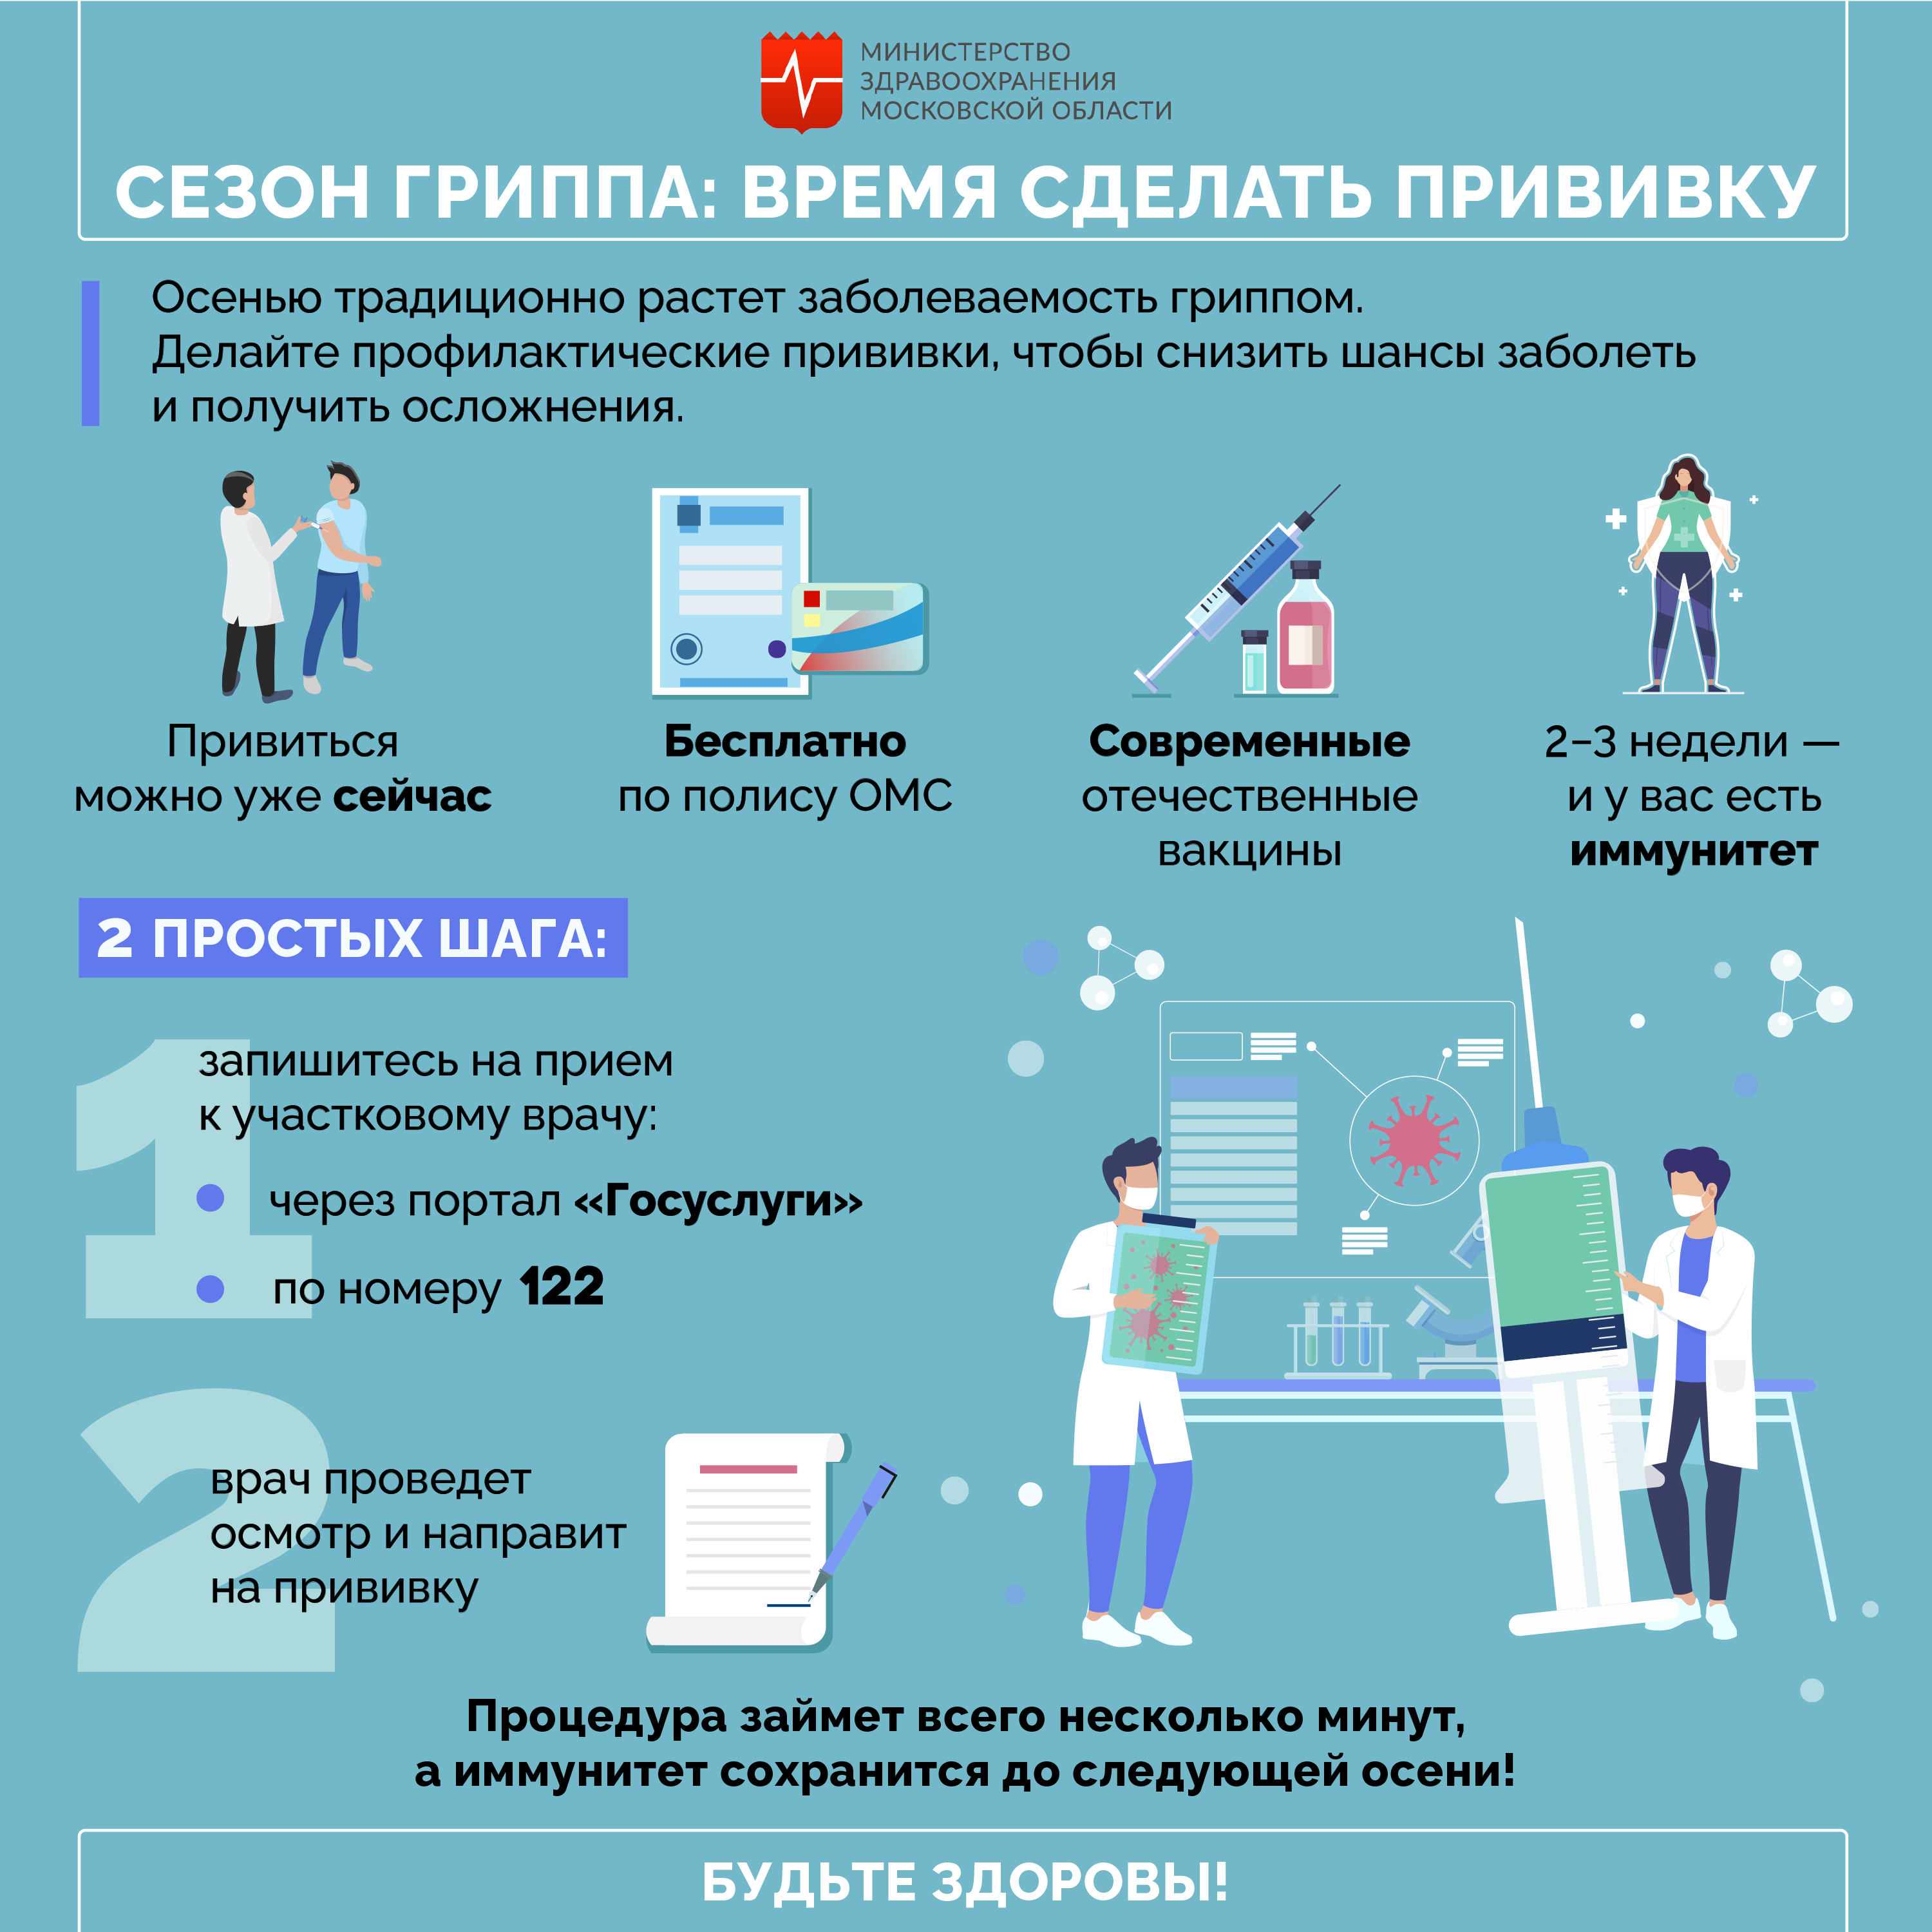 МИНИСТЕРСТВО
ЗДРАВООХРАНЕНИЯ
МОСКОВСКОЙ ОБЛАСТИ
СЕЗОН ГРИППА: ВРЕМЯ СДЕЛАТЬ ПРИВИВКУ
Осенью традиционно растет заболеваемость гриппом.
Делайте профилактические прививки, чтобы снизить шансы заболеть
и получить осложнения.
Привиться
можно уже сейчас
Бесплатно
по полису ОМС
Современные
отечественные
вакцины
2–3 недели —
и у вас есть
иммунитет
2 ПРОСТЫХ ШАГА:
1
запишитесь на прием
к участковому врачу:
через портал «Госуслуги»
по номеру 122
2
врач проведет
осмотр и направит
на прививку
Процедура займет всего несколько минут,
а иммунитет сохранится до следующей осени!
БУДЬТЕ ЗДОРОВЫ!